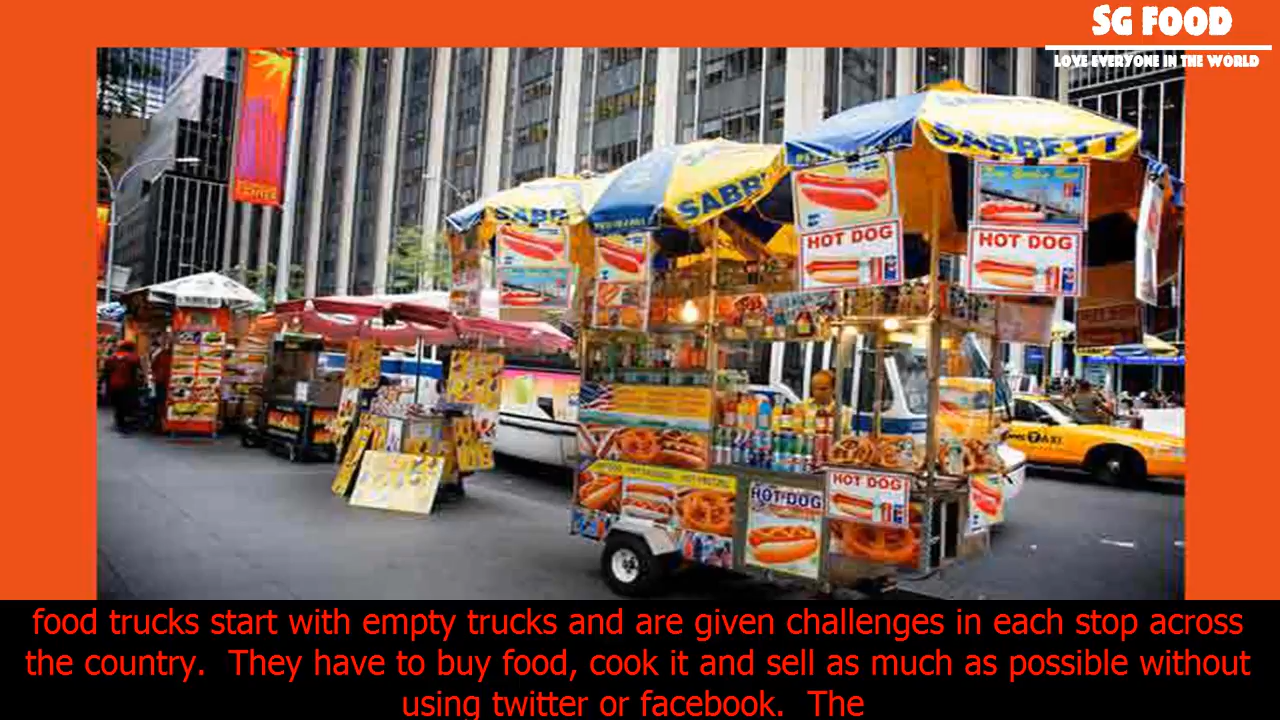 SG FOOD
LOVE EVERYONE IN THE WORLD
SABRETT
SABR
SABR
HOT DOG
HOT DOG
HOT DOG
HOT DOG
TAXI
food trucks start with empty trucks and are given challenges in each stop across
the country.  They have to buy food, cook it and sell as much as possible without
using twitter or facebook.  The